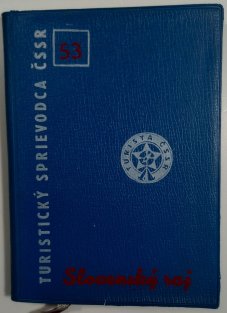 TURISTICKÝ SPRIEVODCA ČSSR
53
TURISTA ČSSR
Slovenský raj